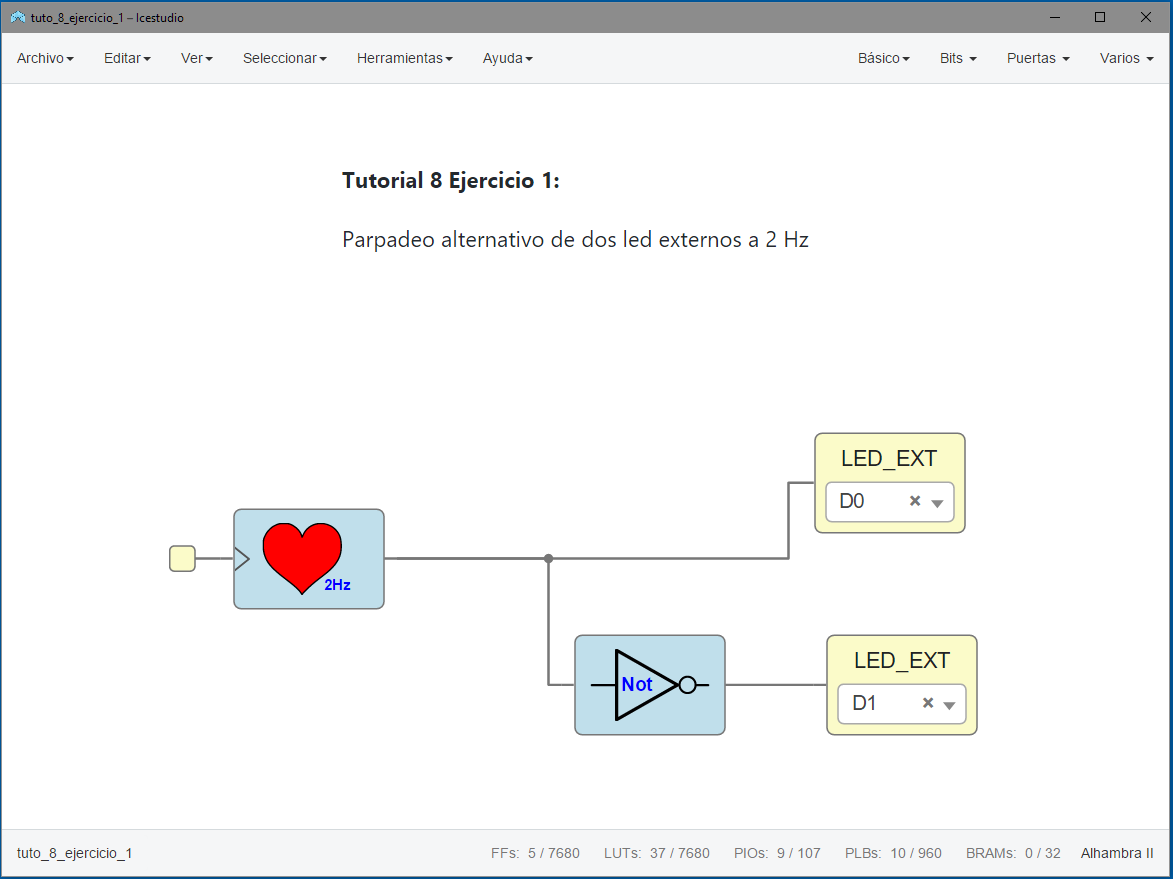 tuto_8_ejercicio_1 – Icestudio
Archivo Editar Ver Seleccionar Herramientas Ayuda Básico Bits Puertas Varios
Tutorial 8 Ejercicio 1:
Parpadeo alternativo de dos led externos a 2 Hz
LED_EXT
D0
2Hz
LED_EXT
Not
D1
tuto_8_ejercicio_1 FFs: 5 / 7680 LUTs: 37 / 7680 PIOs: 9 / 107 PLBs: 10 / 960 BRAMs: 0 / 32 Alhambra II